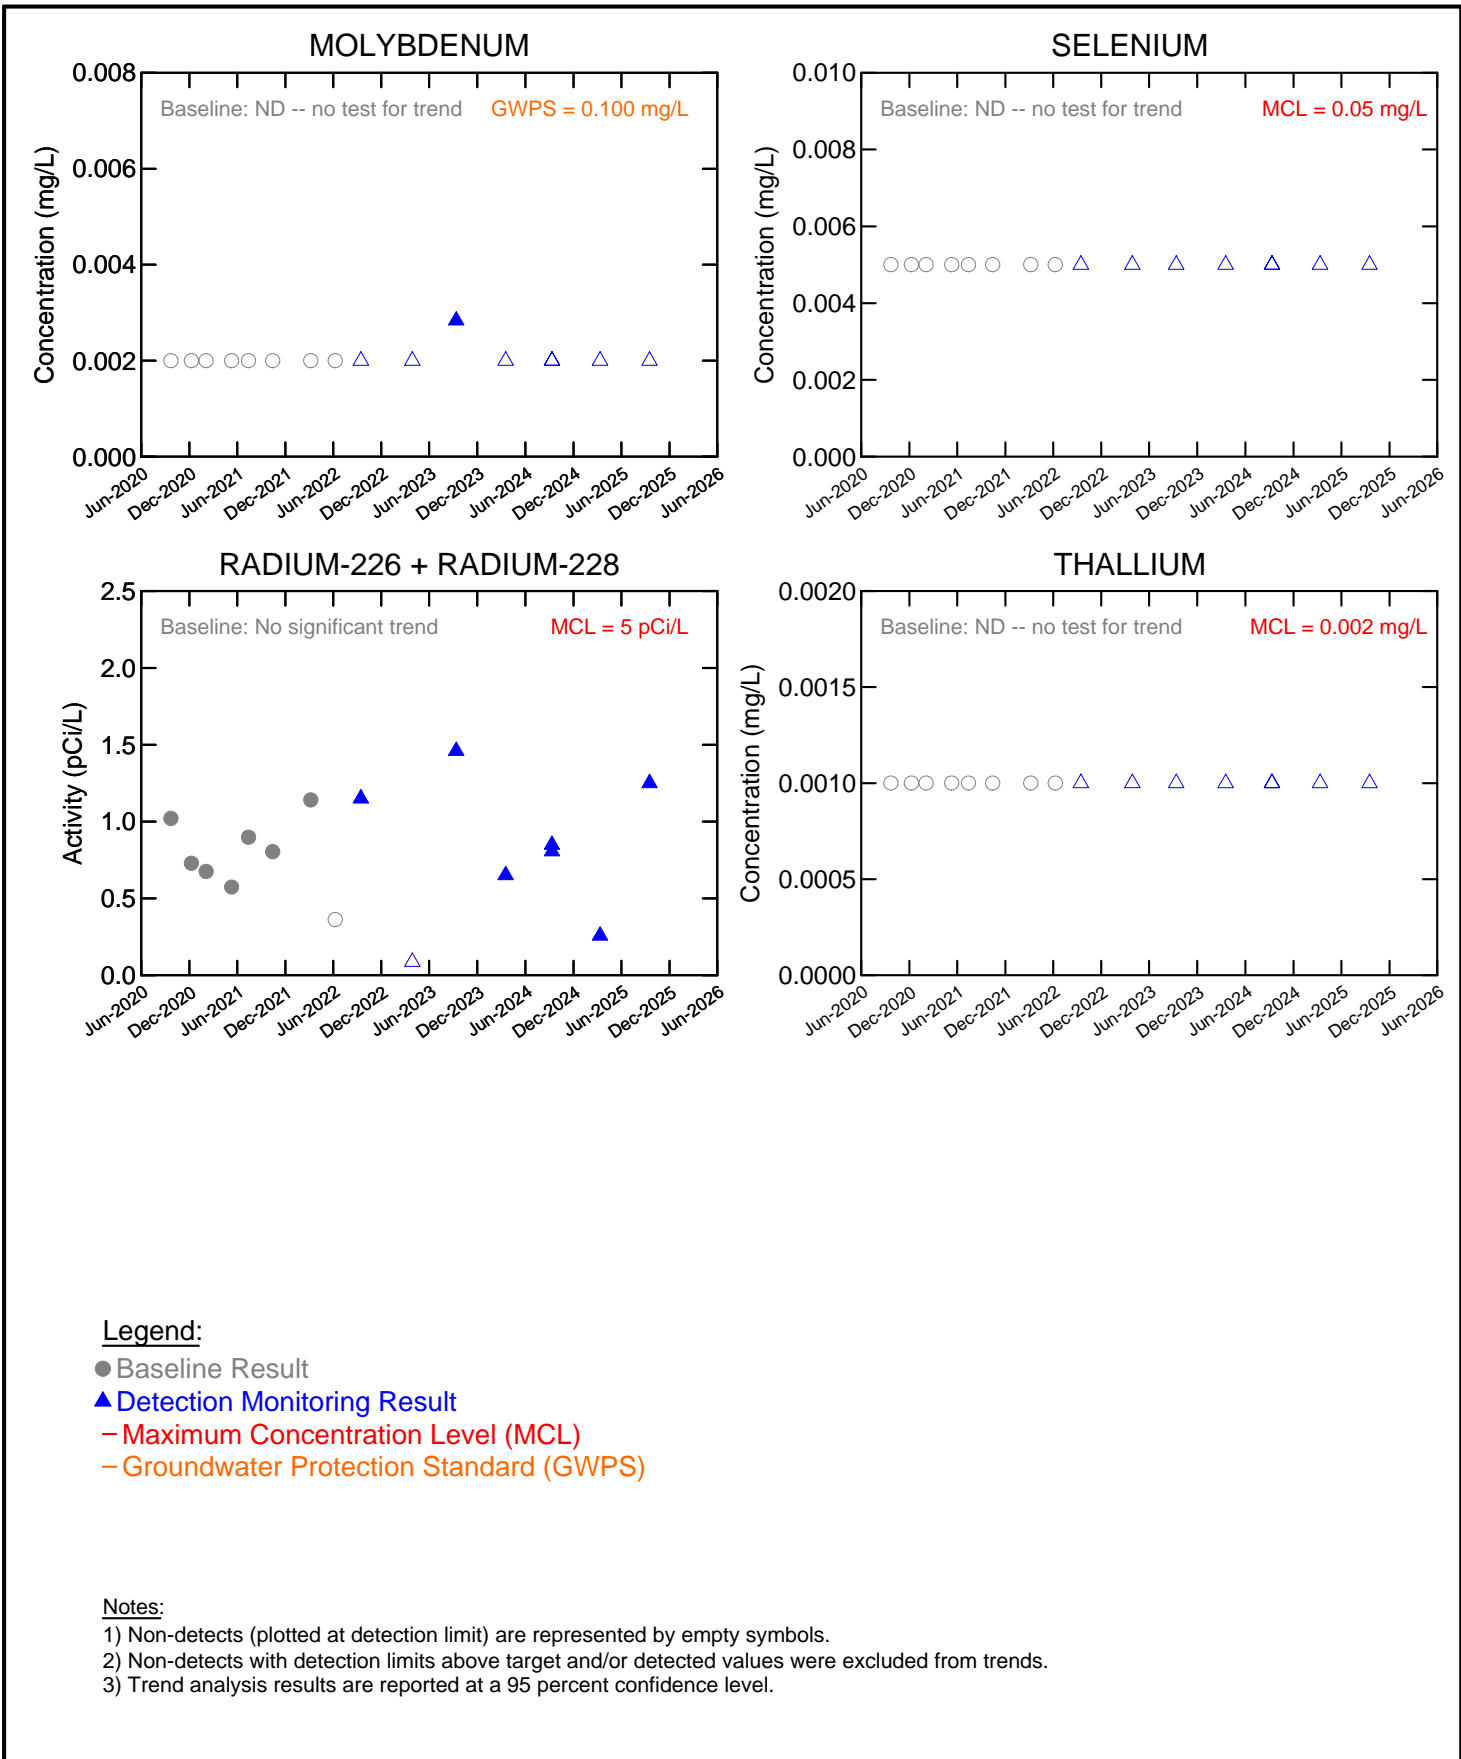 MOLYBDENUM
Concentration (mg/L)
0.008
0.006
0.004
0.002
0.000
Baseline: ND -- no test for trend GWPS = 0.100 mg/L
Jun-2020 Dec-2020 Jun-2021 Dec-2021 Jun-2022 Dec-2022 Jun-2023 Dec-2023 Jun-2024 Dec-2024 Jun-2025 Dec-2025 Jun-2026
SELENIUM
Concentration (mg/L)
0.010
0.008
0.006
0.004
0.002
0.000
Baseline: ND -- no test for trend MCL = 0.05 mg/L
Jun-2020 Dec-2020 Jun-2021 Dec-2021 Jun-2022 Dec-2022 Jun-2023 Dec-2023 Jun-2024 Dec-2024 Jun-2025 Dec-2025 Jun-2026
RADIUM-226 + RADIUM-228
Activity (pCi/L)
2.5
2.0
1.5
1.0
0.5
0.0
Baseline: No significant trend MCL = 5 pCi/L
Jun-2020 Dec-2020 Jun-2021 Dec-2021 Jun-2022 Dec-2022 Jun-2023 Dec-2023 Jun-2024 Dec-2024 Jun-2025 Dec-2025 Jun-2026
THALLIUM
Concentration (mg/L)
0.0020
0.0015
0.0010
0.0005
0.0000
Baseline: ND -- no test for trend MCL = 0.002 mg/L
Jun-2020 Dec-2020 Jun-2021 Dec-2021 Jun-2022 Dec-2022 Jun-2023 Dec-2023 Jun-2024 Dec-2024 Jun-2025 Dec-2025 Jun-2026
Legend:
Baseline Result
Detection Monitoring Result
Maximum Concentration Level (MCL)
Groundwater Protection Standard (GWPS)
Notes:
1) Non-detects (plotted at detection limit) are represented by empty symbols.
2) Non-detects with detection limits above target and/or detected values were excluded from trends.
3) Trend analysis results are reported at a 95 percent confidence level.